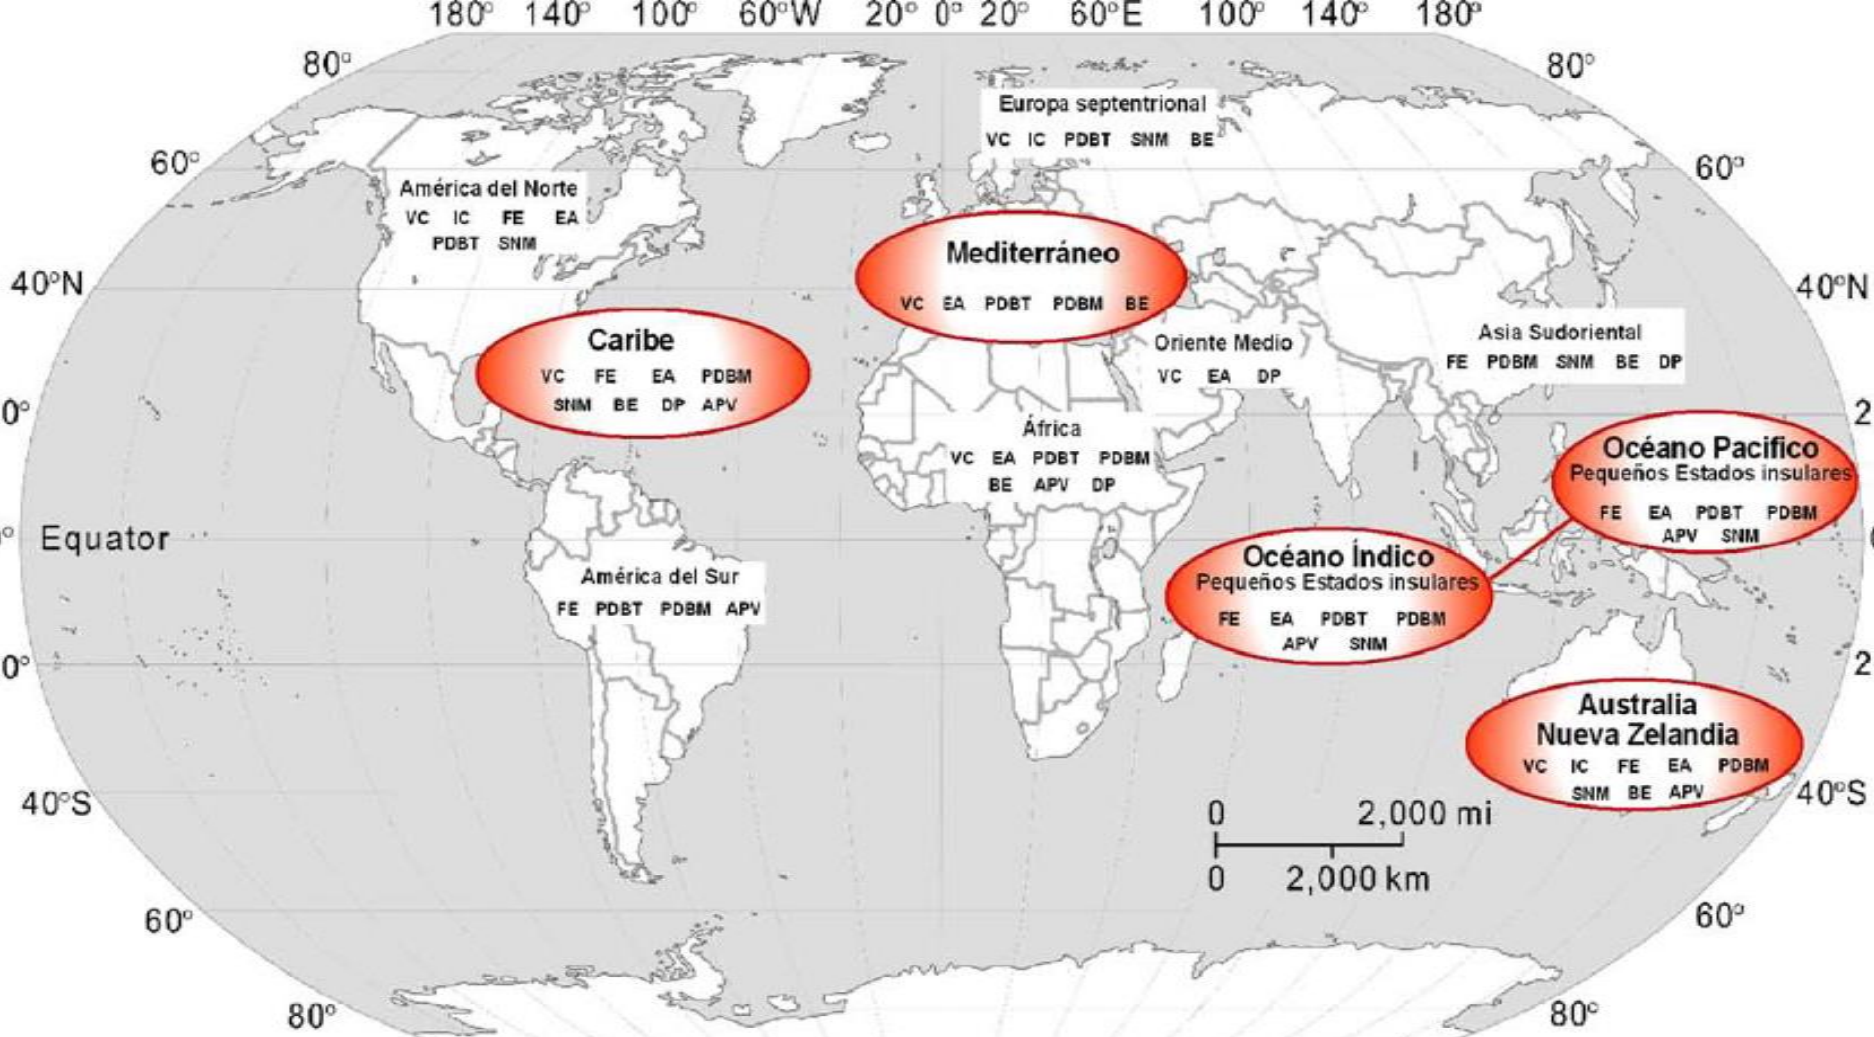 180° 140° 100° 60°W 20° 0° 20° 60°E 100° 140° 180°
80°
80°
Europa septentrional
VC IC PDBT SNM BE
60°
60°
América del Norte
VC IC FE EA
PDBT SNM
Mediterráneo
VC EA PDBT PDBM BE
40°N
40°N
Caribe
VC FE EA PDBM
SNM BE DP APV
Oriente Medio
VC EA DP
Asia Sudoriental
FE PDBM SNM BE DP
0°
2
África
VC EA PDBT PDBM
BE APV DP
Océano Pacifico
Pequeños Estados insulares
FE EA PDBT PDBM
APV SNM
Equator
Océano Índico
Pequeños Estados insulares
FE EA PDBT PDBM
APV SNM
América del Sur
FE PDBT PDBM APV
0°
2
Australia
Nueva Zelandia
VC IC FE EA PDBM
SNM BE APV
40°S
40°S
0 2,000 mi
0 2,000 km
60°
60°
80°
80°